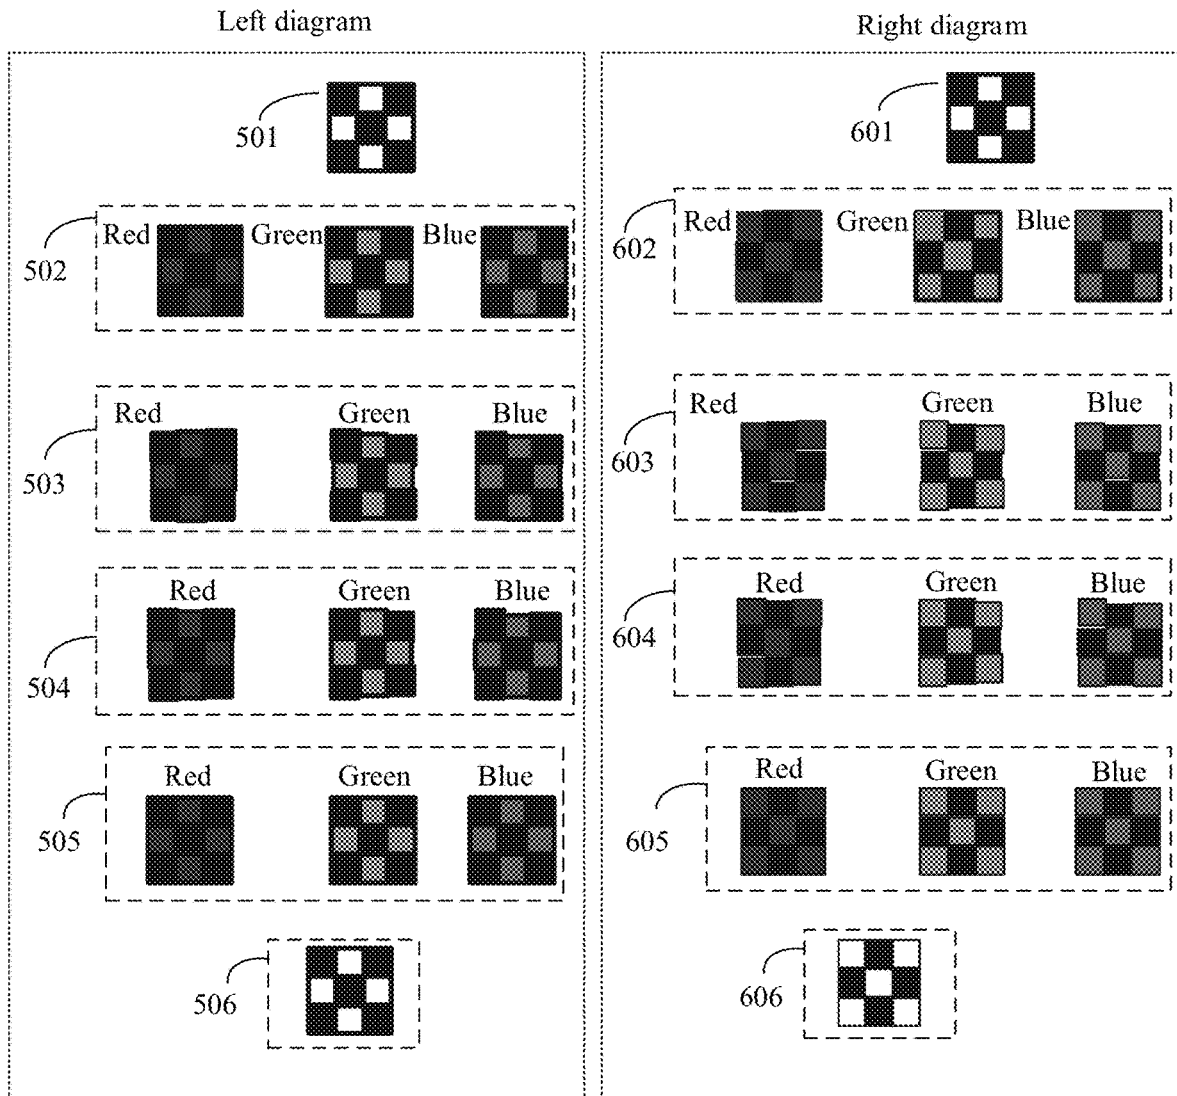 Left diagram
501
502
Red Green Blue
503
Red Green Blue
504
Red Green Blue
505
Red Green Blue
506
Right diagram
601
602
Red Green Blue
603
Red Green Blue
604
Red Green Blue
605
Red Green Blue
606